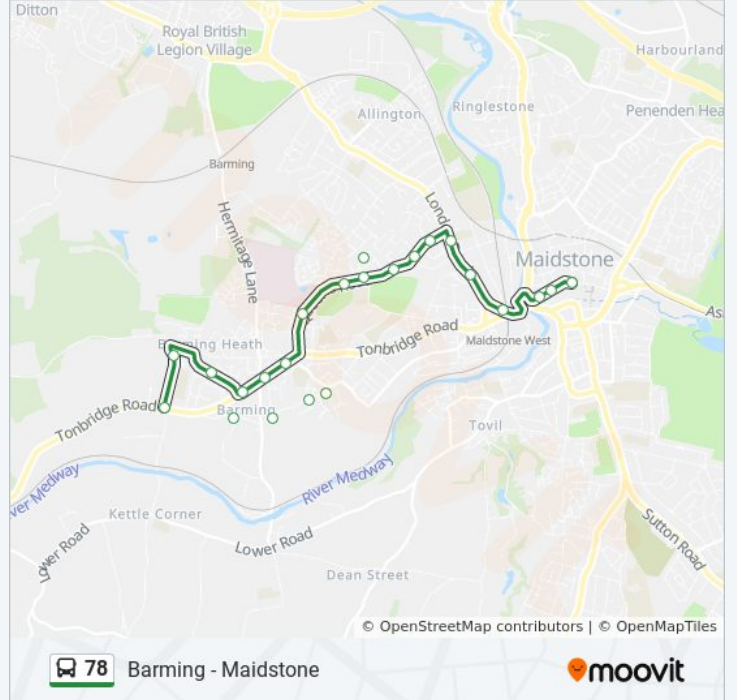 Ditton
Royal British
Legion Village
Harbourland
Allington
Ringlestone
Penenden Hea
Barming
Lond
Hermitage Lane
Maidstone
As
Tonbridge Road
Maidstone West
Heath
Tonbridge Road
Barming
Tovil
River Medway
ver Medway
Kettle Corner
Lower Road
Lower Road
Sutton Road
Dean Street
© OpenStreetMap contributors | © OpenMapTiles
78 Barming - Maidstone
moovit